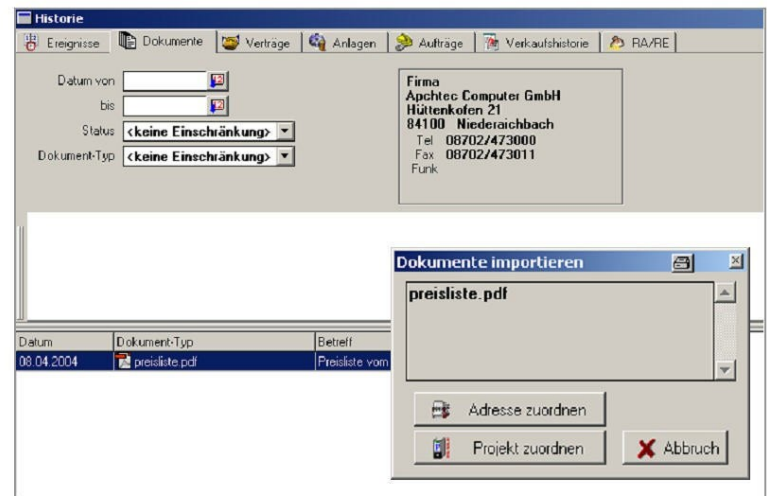 Historie
Ereignisse Dokumente Verträge Anlagen Aufträge Verkaufshistorie RA/RE
Datum von
bis
Status <keine Einschränkung>
Dokument-Typ <keine Einschränkung>
Firma
Apchtec Computer GmbH
Hüttenkofen 21
84100 Niederaichbach
Tel 08702/473000
Fax 08702/473011
Funk
Dokumente importieren
preisliste.pdf
Datum Dokument-Typ Betreff
08.04.2004 preisliste.pdf Preisliste vom
Adresse zuordnen
Projekt zuordnen Abbruch